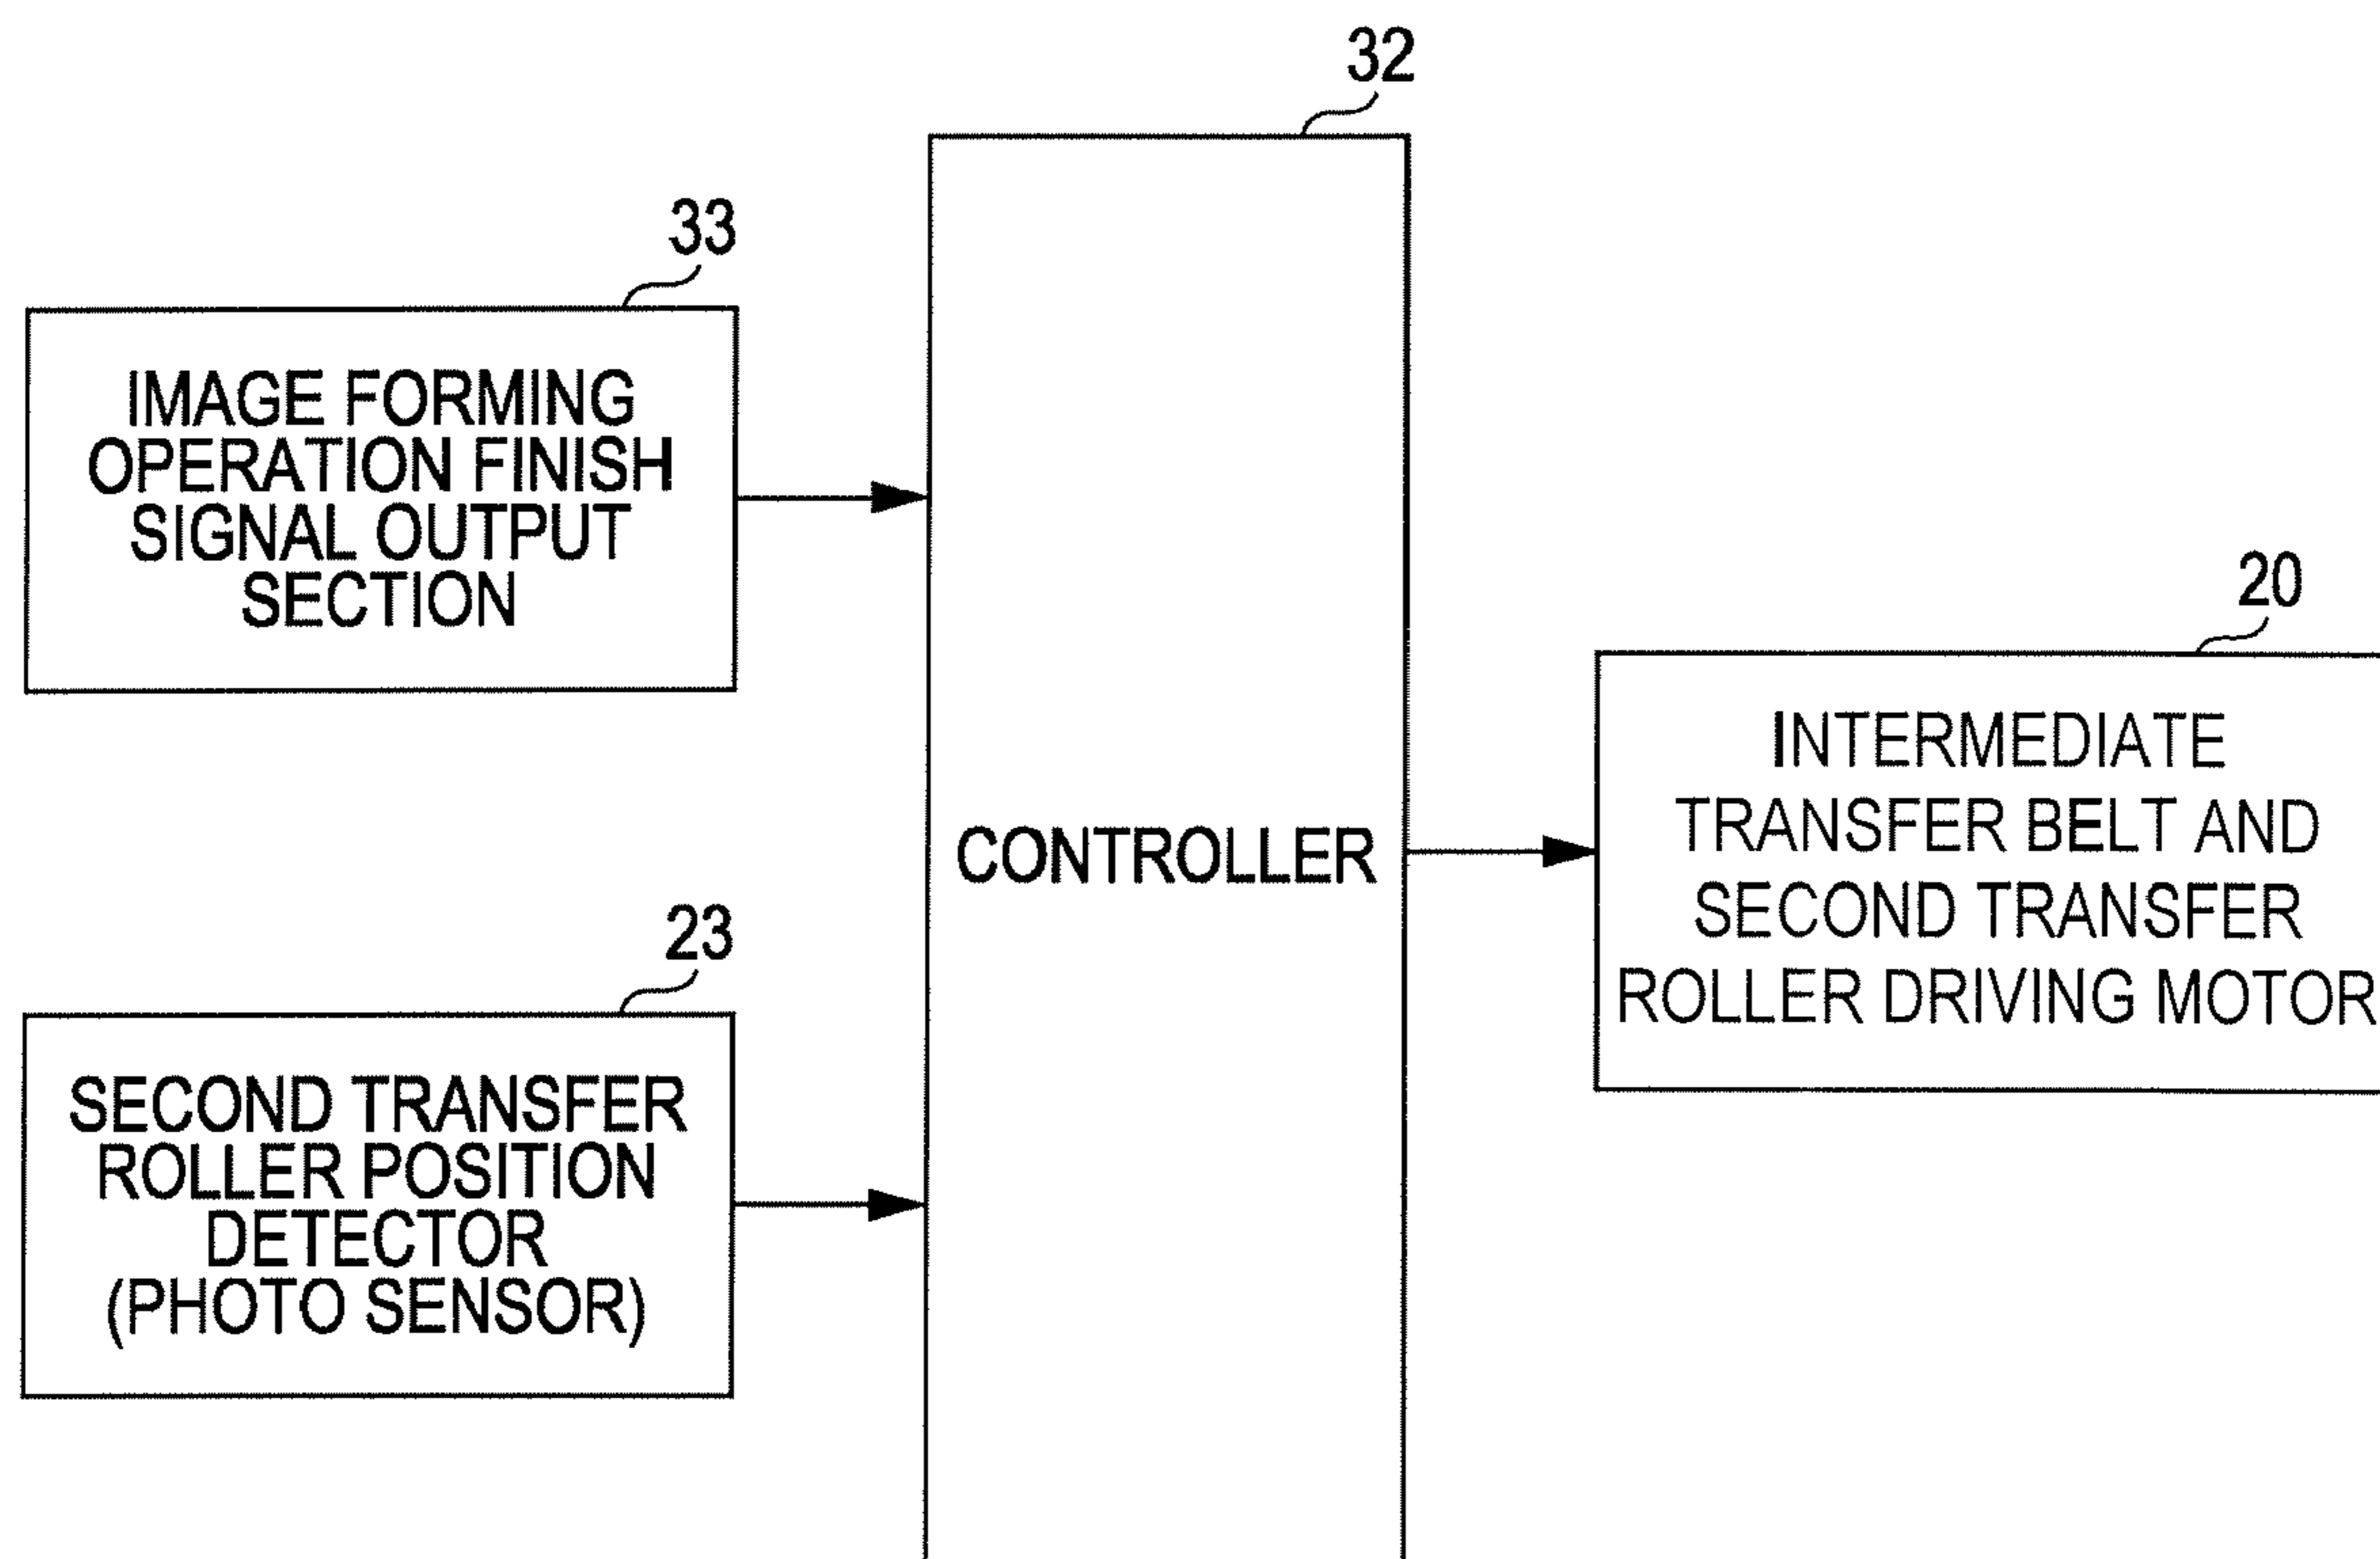 32
33
IMAGE FORMING
OPERATION FINISH
SIGNAL OUTPUT
SECTION
23
SECOND TRANSFER
ROLLER POSITION
DETECTOR
(PHOTO SENSOR)
CONTROLLER
20
INTERMEDIATE
TRANSFER BELT AND
SECOND TRANSFER
ROLLER DRIVING MOTOR